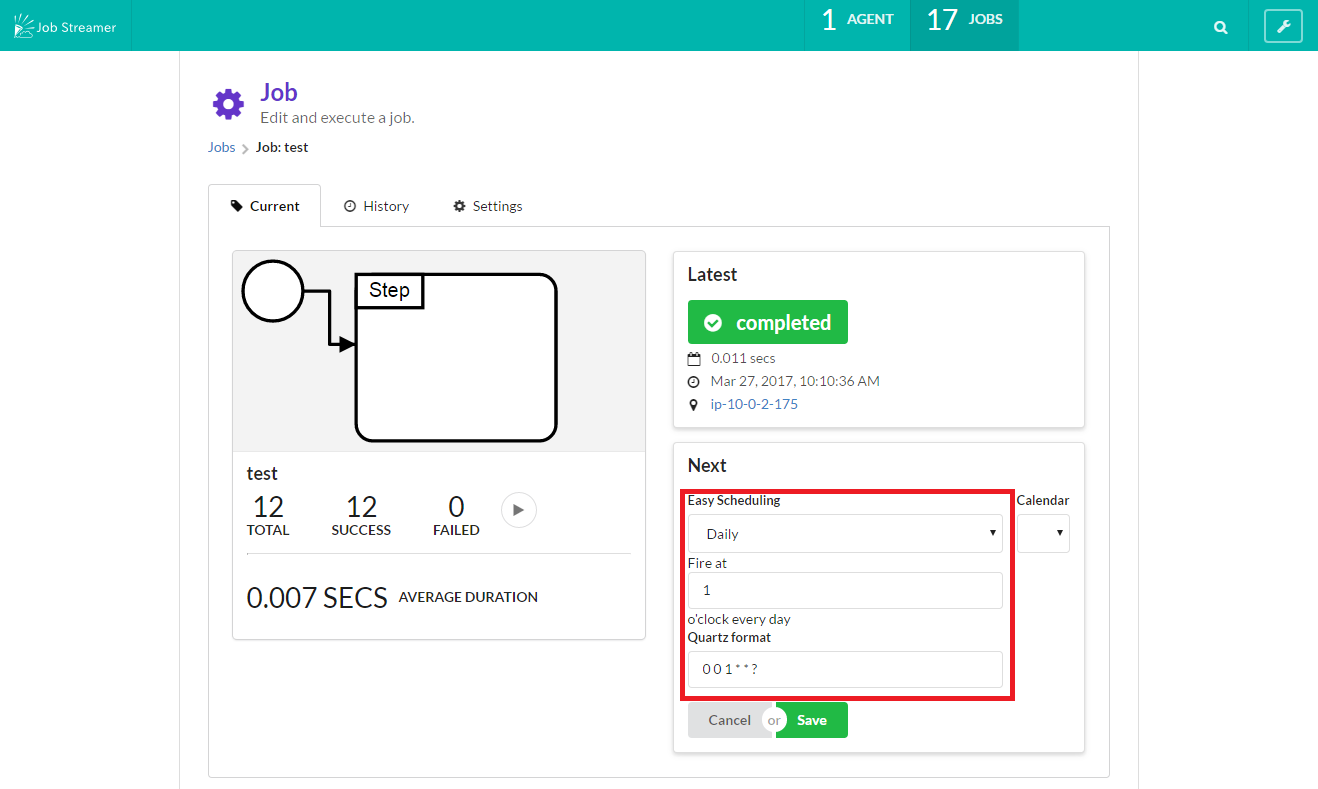 Job Streamer
1 AGENT
17 JOBS
Job
Edit and execute a job.
Jobs
Job: test
Current
History
Settings
Step
test
12 TOTAL
12 SUCCESS
0 FAILED
0.007 SECS AVERAGE DURATION
Latest
completed
0.011 secs
Mar 27, 2017, 10:10:36 AM
ip-10-0-2-175
Next
Easy Scheduling
Calendar
Daily
Fire at
1
o'clock every day
Quartz format
0 0 1 * * ?
Cancel or Save